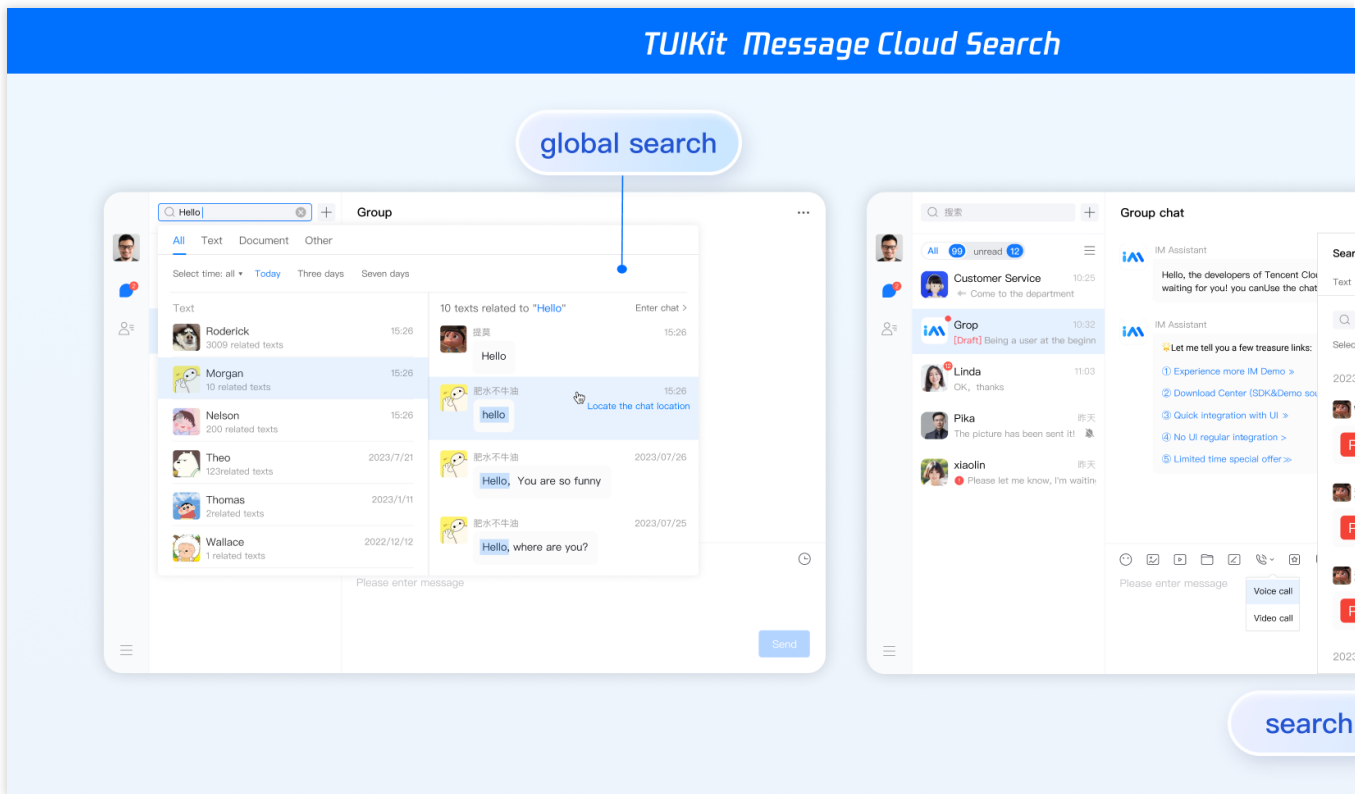 TUIKit Message Cloud Search
global search
Hello
Group
All Text Document Other
Select time: all Today Three days Seven days
Text
Roderick 15:26
3009 related texts
Morgan 15:26
10 related texts
Nelson 15:26
200 related texts
Theo 2023/7/21
123related texts
Thomas 2023/1/11
2related texts
Wallace 2022/12/12
1 related texts
10 texts related to "Hello" Enter chat >
提莫 15:26
Hello
肥水不牛油 15:26
Locate the chat location
hello
肥水不牛油 2023/07/26
Hello, You are so funny
肥水不牛油 2023/07/25
Hello, where are you?
Please enter message
Send
2
搜索
Group chat
All 99 unread 12
2
Customer Service 10:25
Come to the department
Grop 10:32
[Draft] Being a user at the beginn
Linda 11:03
OK, thanks
Pika 昨天
The picture has been sent it!
xiaolin 昨天
Please let me know, I'm waitin
im IM Assistant
Hello, the developers of Tencent Clo
waiting for you! you canUse the chat
im IM Assistant
Let me tell you a few treasure links:
① Experience more IM Demo »
② Download Center (SDK&Demo sou
③ Quick integration with UI »
④ No UI regular integration >
⑤ Limited time special offer >>
Please enter message
Voice call
Video call
Sear
Text
Selec
2023
P
P
P
2023
search